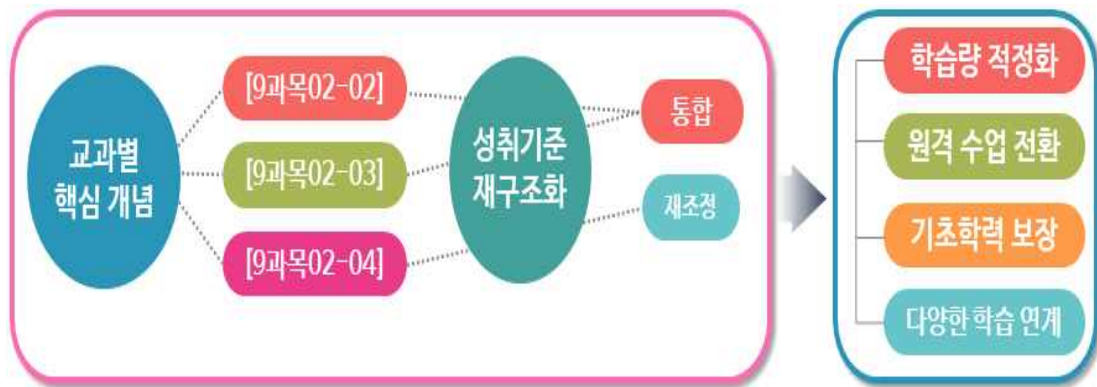 교과별
핵심 개념
[9과목02-02]
[9과목02-03]
[9과목02-04]
성취기준
재구조화
통합
재조정
학습량 적정화
원격 수업 전환
기초학력 보장
다양한 학습 연계